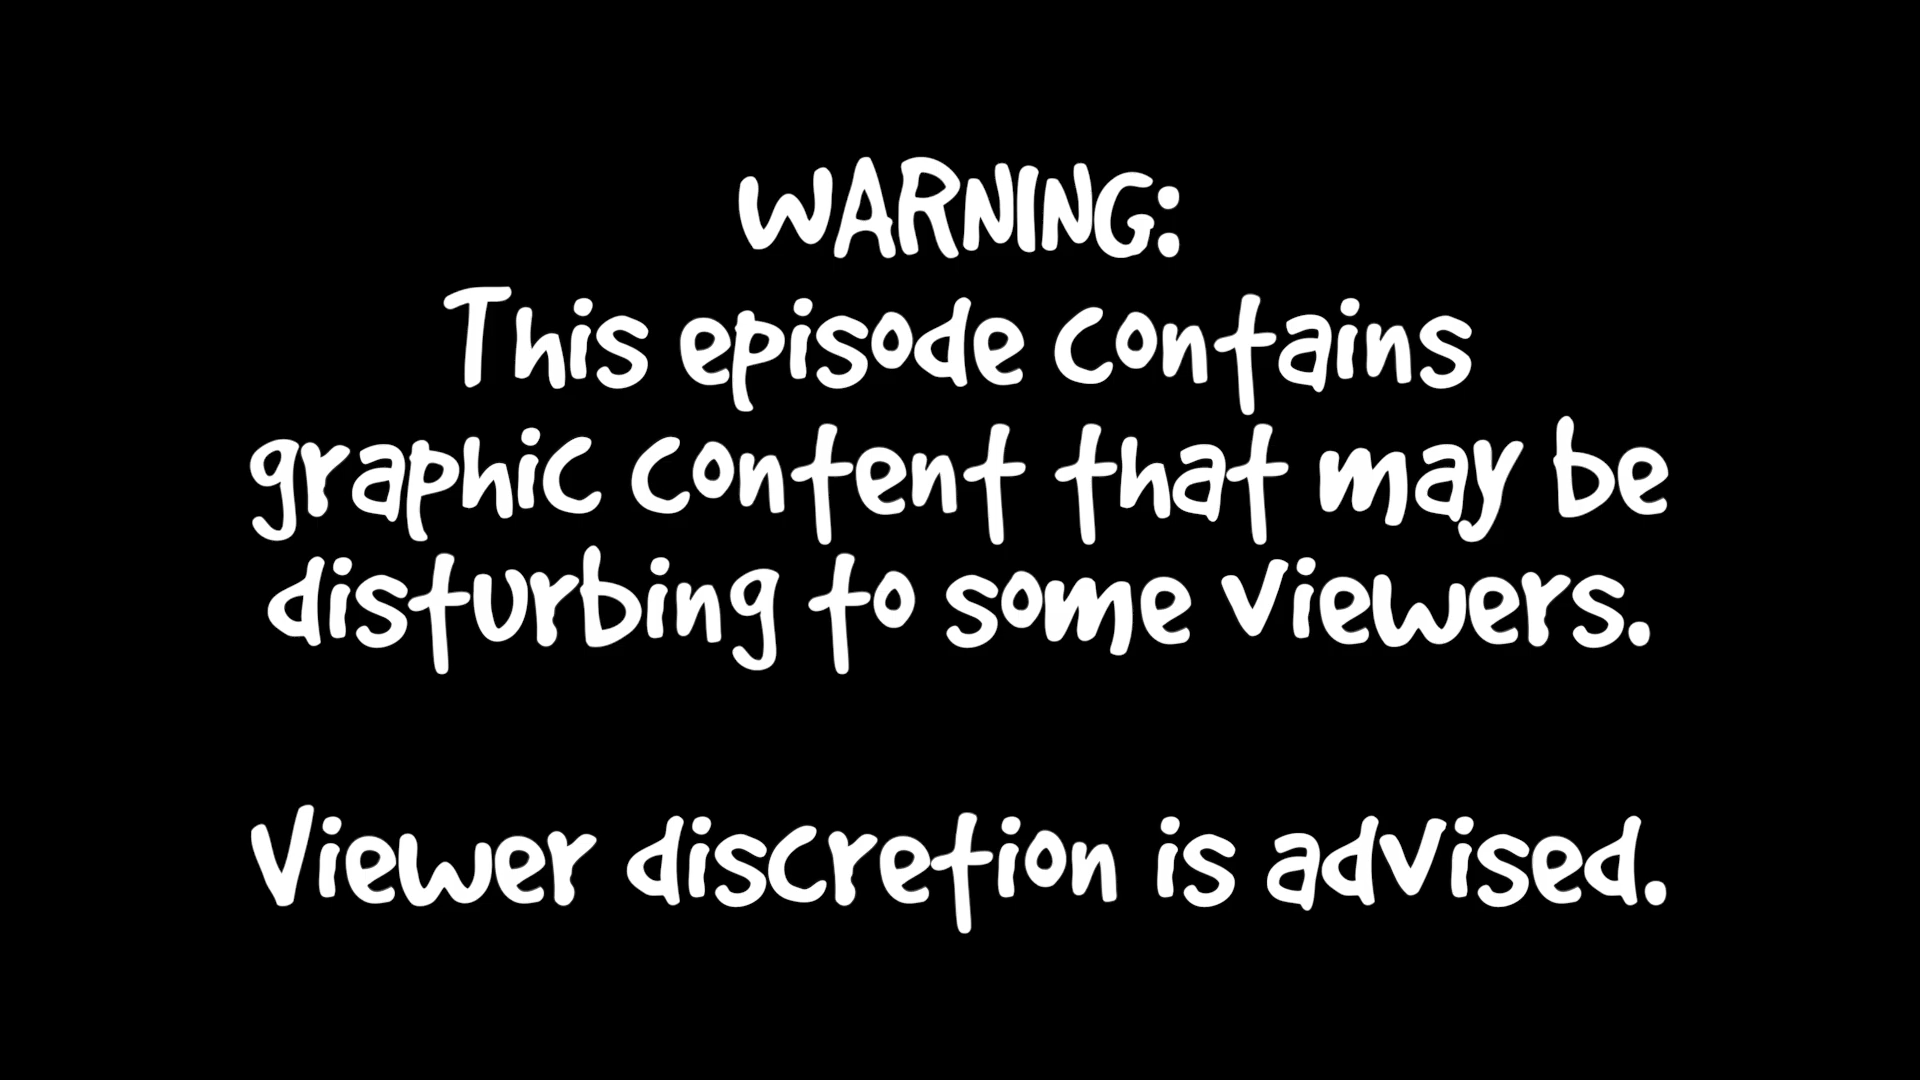 WARNING:
This episode contains
graphic content that may be
disturbing to some viewers.
Viewer discretion is advised.